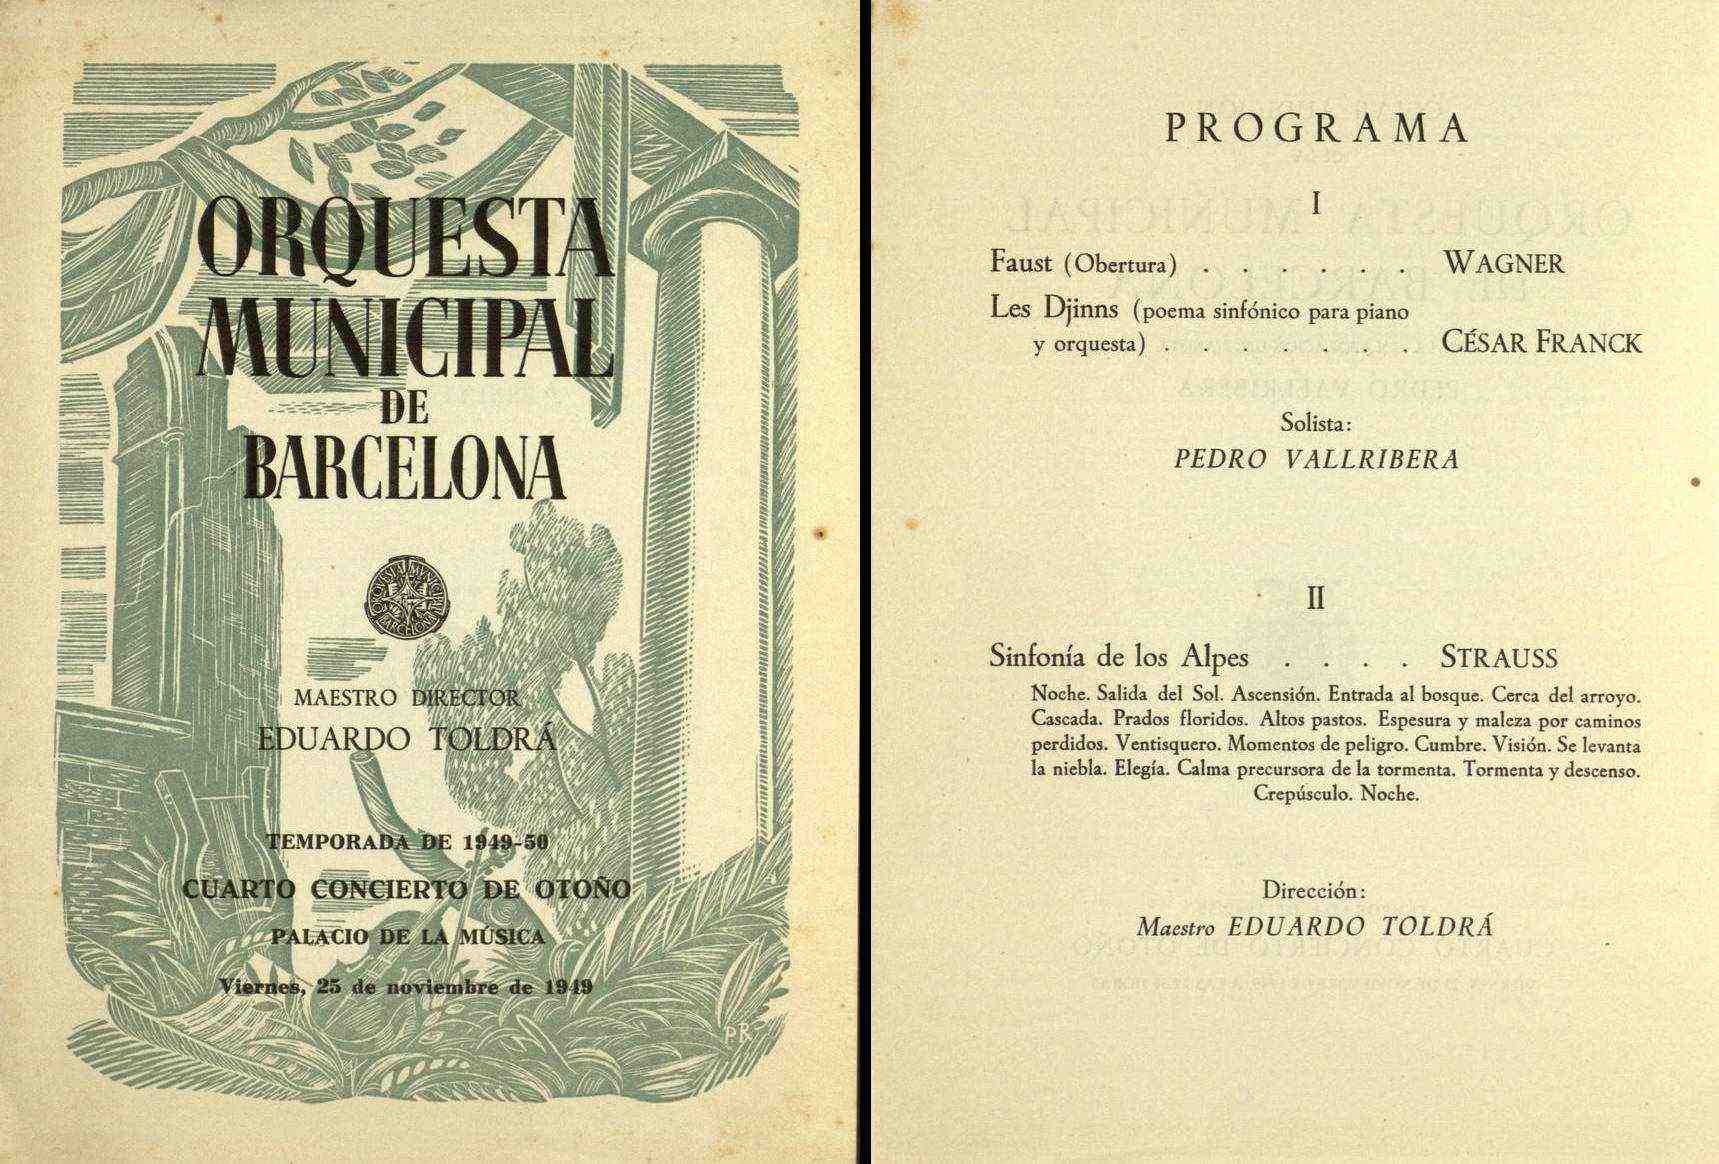 ORQUESTA
MUNICIPAL
DE
BARCELONA
ORQUESTA MUNICIPAL
BARCELONA
MAESTRO DIRECTOR
EDUARDO TOLDRÁ
TEMPORADA DE 1949-50
CUARTO CONCIERTO DE OTOÑO
PALACIO DE LA MÚSICA
Viernes, 25 de noviembre de 1949
PR
PROGRAMA
I
Faust (Obertura) . . . . . . WAGNER
Les Djinns (poema sinfónico para piano
y orquesta) . . . . . . . CÉSAR FRANCK
Solista:
PEDRO VALLRIBERA
II
Sinfonía de los Alpes . . . . STRAUSS
Noche. Salida del Sol. Ascensión. Entrada al bosque. Cerca del arroyo.
Cascada. Prados floridos. Altos pastos. Espesura y maleza por caminos
perdidos. Ventisquero. Momentos de peligro. Cumbre. Visión. Se levanta
la niebla. Elegía. Calma precursora de la tormenta. Tormenta y descenso.
Crepúsculo. Noche.
Dirección:
Maestro EDUARDO TOLDRÁ